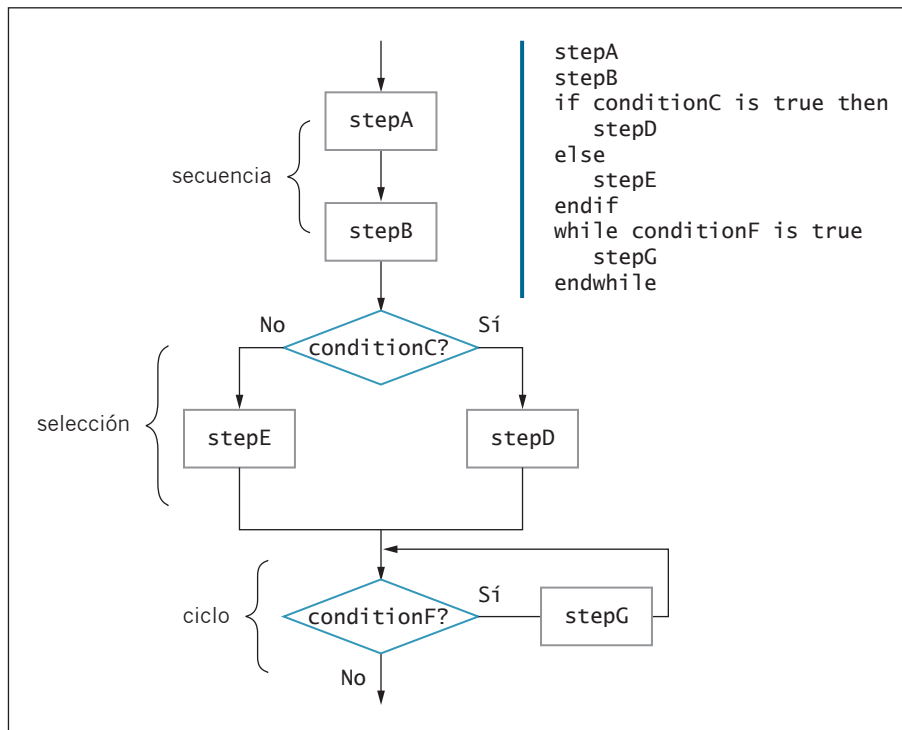 stepA
stepB
if conditionC is true then
stepD
else
stepE
endif
while conditionF is true
stepG
endwhile
stepA
secuencia
stepB
No
Sí
conditionC?
selección
stepE
stepD
ciclo
conditionF?
Sí
stepG
No